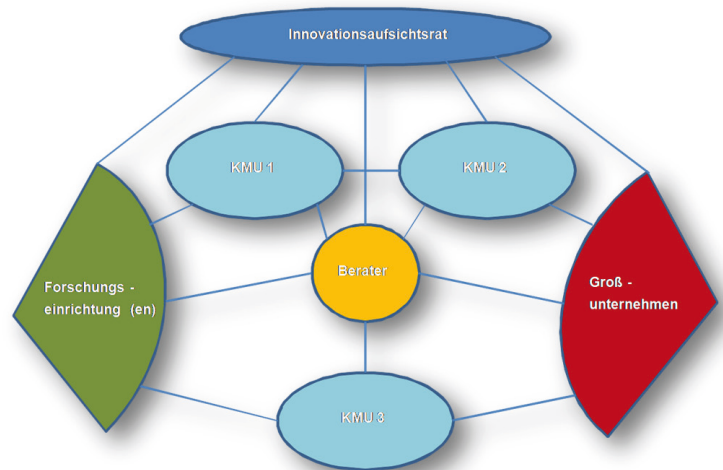 Innovationsaufsichtsrat
KMU 1
KMU 2
Berater
Forschungs -
einrichtung (en)
Groß -
unternehmen
KMU 3